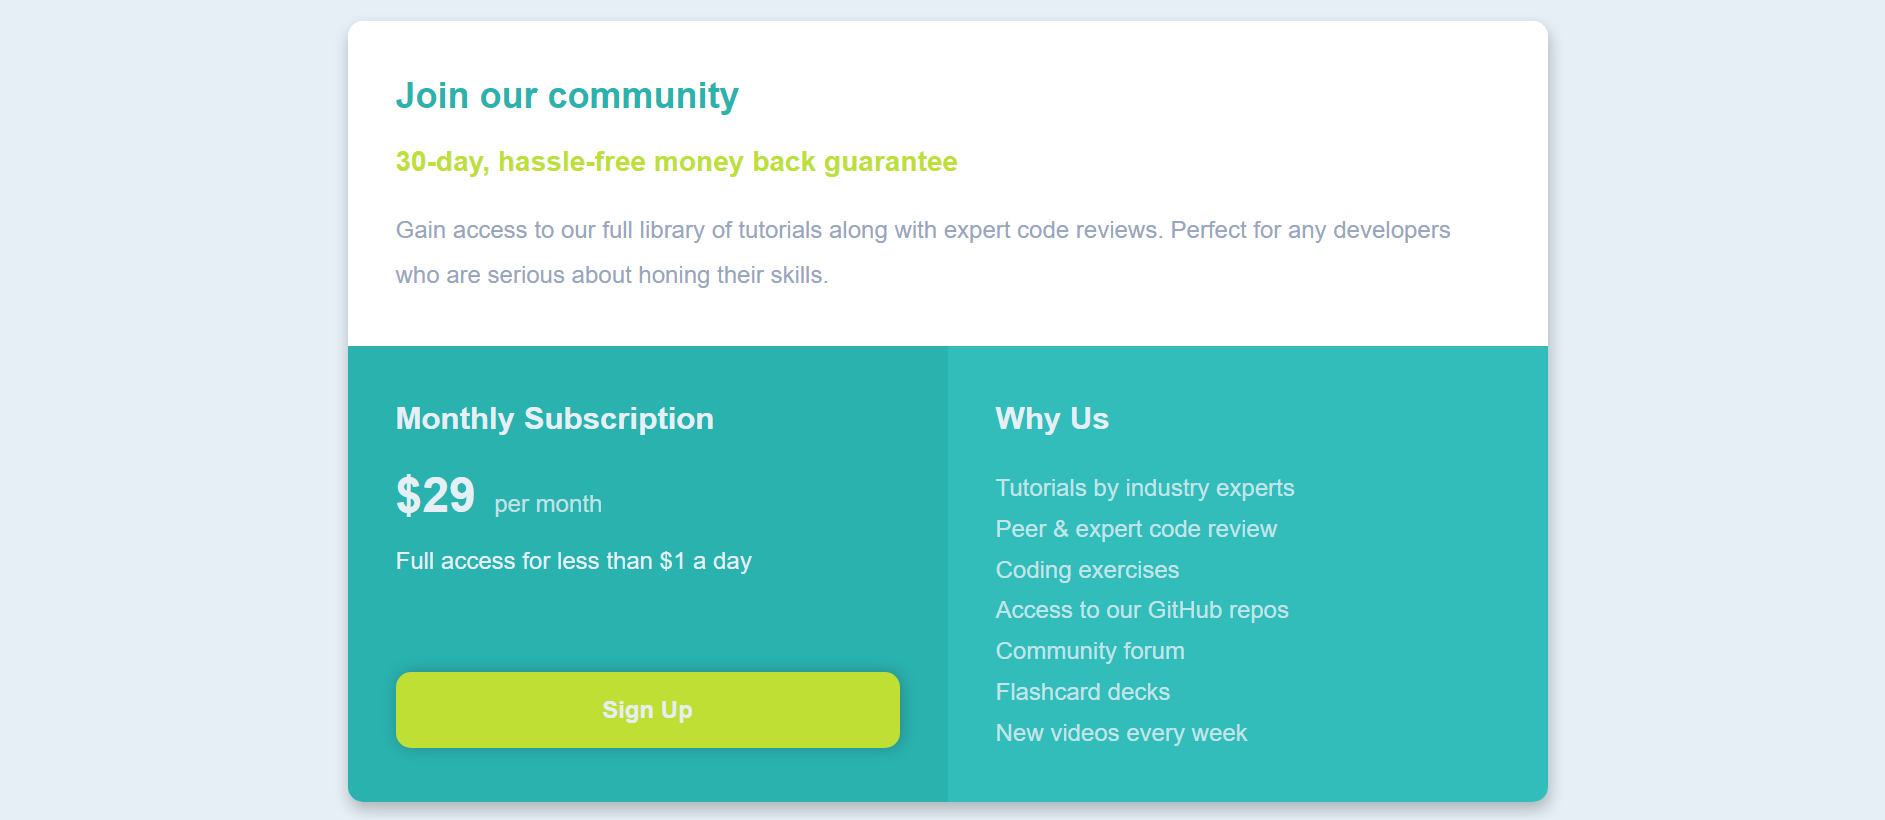 Join our community
30-day, hassle-free money back guarantee
Gain access to our full library of tutorials along with expert code reviews. Perfect for any developers
who are serious about honing their skills.
Monthly Subscription
$29 per month
Full access for less than $1 a day
Sign Up
Why Us
Tutorials by industry experts
Peer & expert code review
Coding exercises
Access to our GitHub repos
Community forum
Flashcard decks
New videos every week